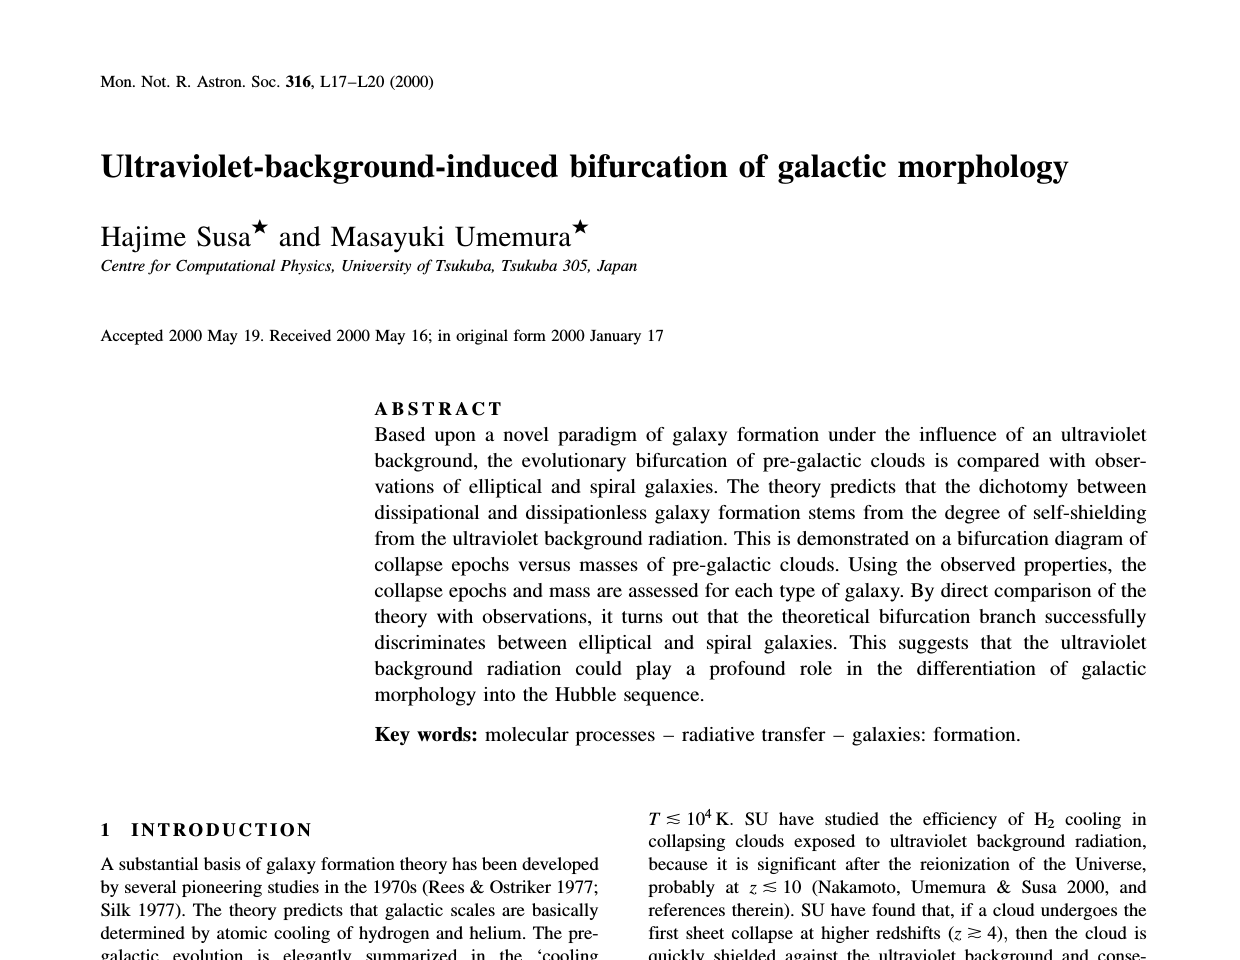 Mon. Not. R. Astron. Soc. 316, L17–L20 (2000)
Ultraviolet-background-induced bifurcation of galactic morphology
Hajime Susa★ and Masayuki Umemura★
Centre for Computational Physics, University of Tsukuba, Tsukuba 305, Japan
Accepted 2000 May 19. Received 2000 May 16; in original form 2000 January 17
ABSTRACT
Based upon a novel paradigm of galaxy formation under the influence of an ultraviolet
background, the evolutionary bifurcation of pre-galactic clouds is compared with obser-
vations of elliptical and spiral galaxies. The theory predicts that the dichotomy between
dissipational and dissipationless galaxy formation stems from the degree of self-shielding
from the ultraviolet background radiation. This is demonstrated on a bifurcation diagram of
collapse epochs versus masses of pre-galactic clouds. Using the observed properties, the
collapse epochs and mass are assessed for each type of galaxy. By direct comparison of the
theory with observations, it turns out that the theoretical bifurcation branch successfully
discriminates between elliptical and spiral galaxies. This suggests that the ultraviolet
background radiation could play a profound role in the differentiation of galactic
morphology into the Hubble sequence.
Key words: molecular processes – radiative transfer – galaxies: formation.
1 INTRODUCTION
A substantial basis of galaxy formation theory has been developed
by several pioneering studies in the 1970s (Rees & Ostriker 1977;
Silk 1977). The theory predicts that galactic scales are basically
determined by atomic cooling of hydrogen and helium. The pre-
galactic evolution is elegantly summarized in the ‘cooling
T ≲ 10⁴ K. SU have studied the efficiency of H₂ cooling in
collapsing clouds exposed to ultraviolet background radiation,
because it is significant after the reionization of the Universe,
probably at z ≲ 10 (Nakamoto, Umemura & Susa 2000, and
references therein). SU have found that, if a cloud undergoes the
first sheet collapse at higher redshifts (z ≳ 4), then the cloud is
quickly shielded against the ultraviolet background and conse-